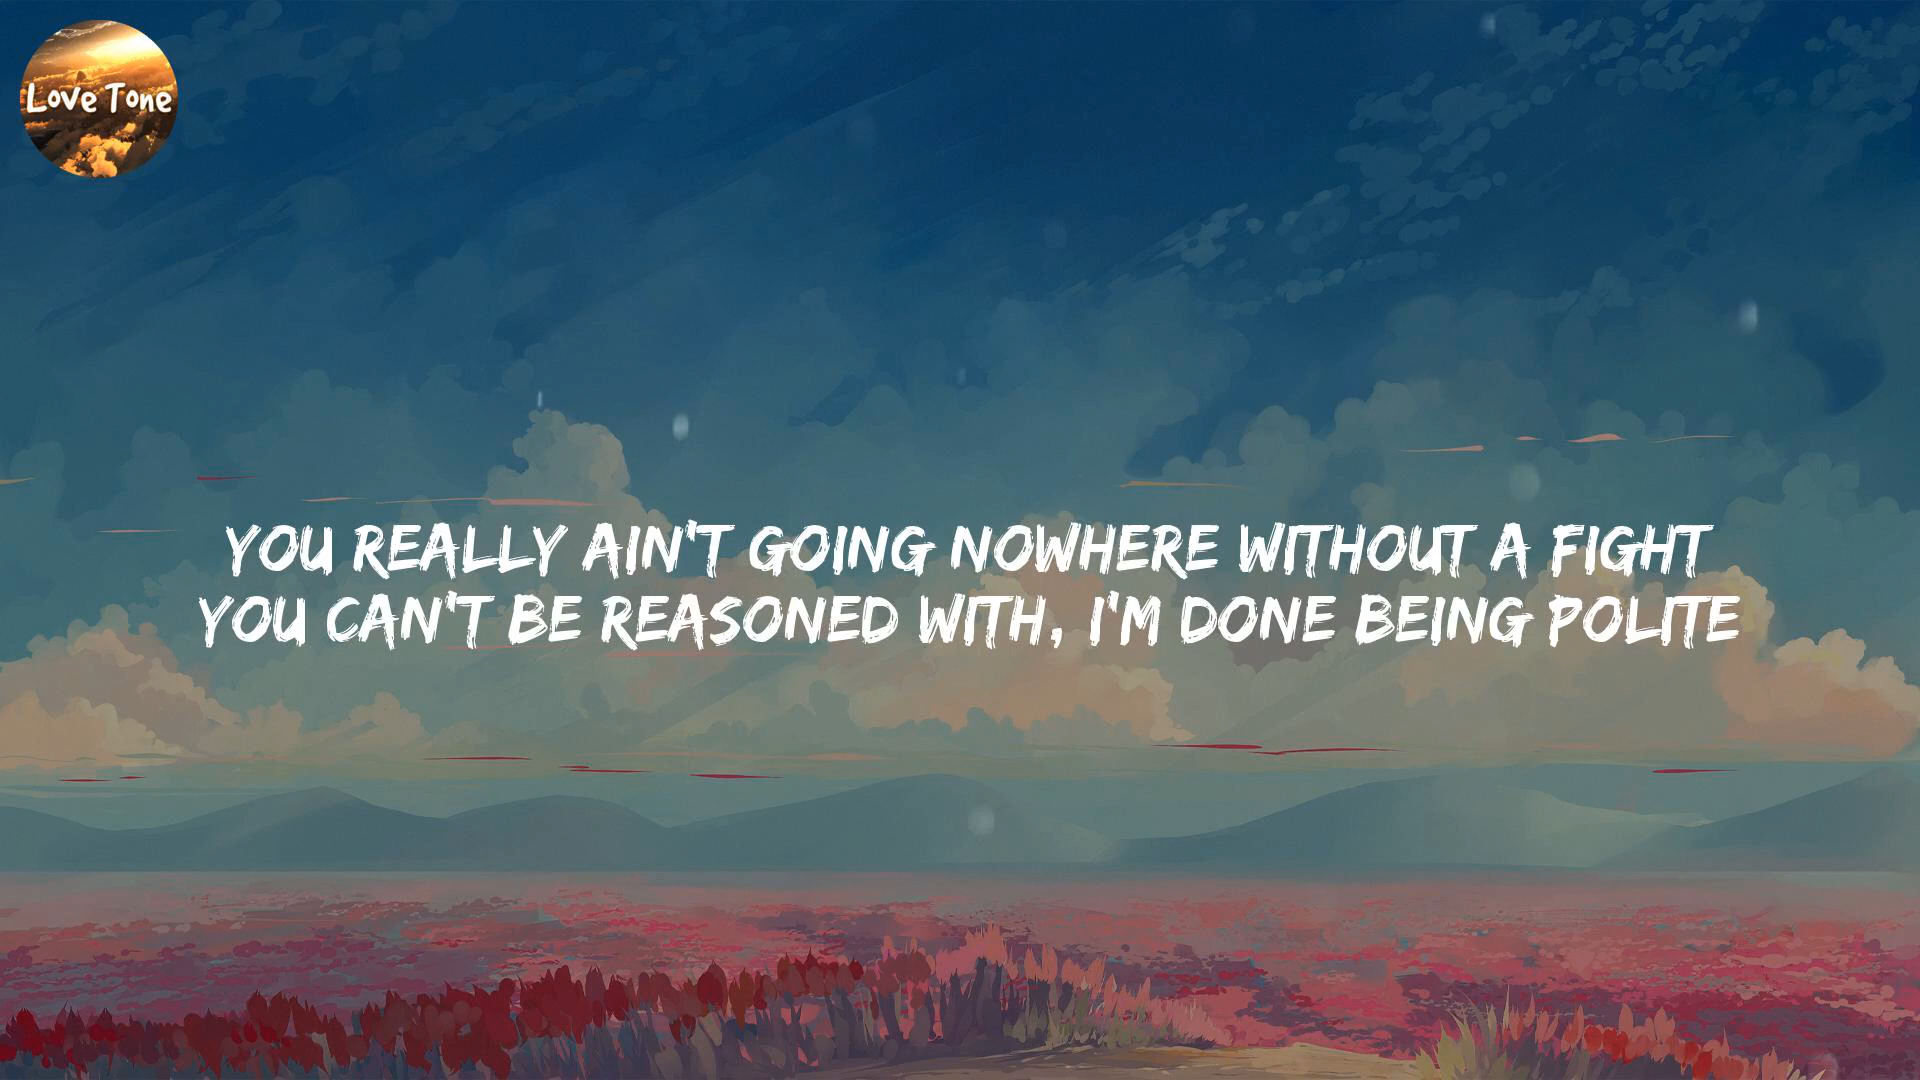 Love Tone
YOU REALLY AIN'T GOING NOWHERE WITHOUT A FIGHT
YOU CAN'T BE REASONED WITH, I'M DONE BEING POLITE